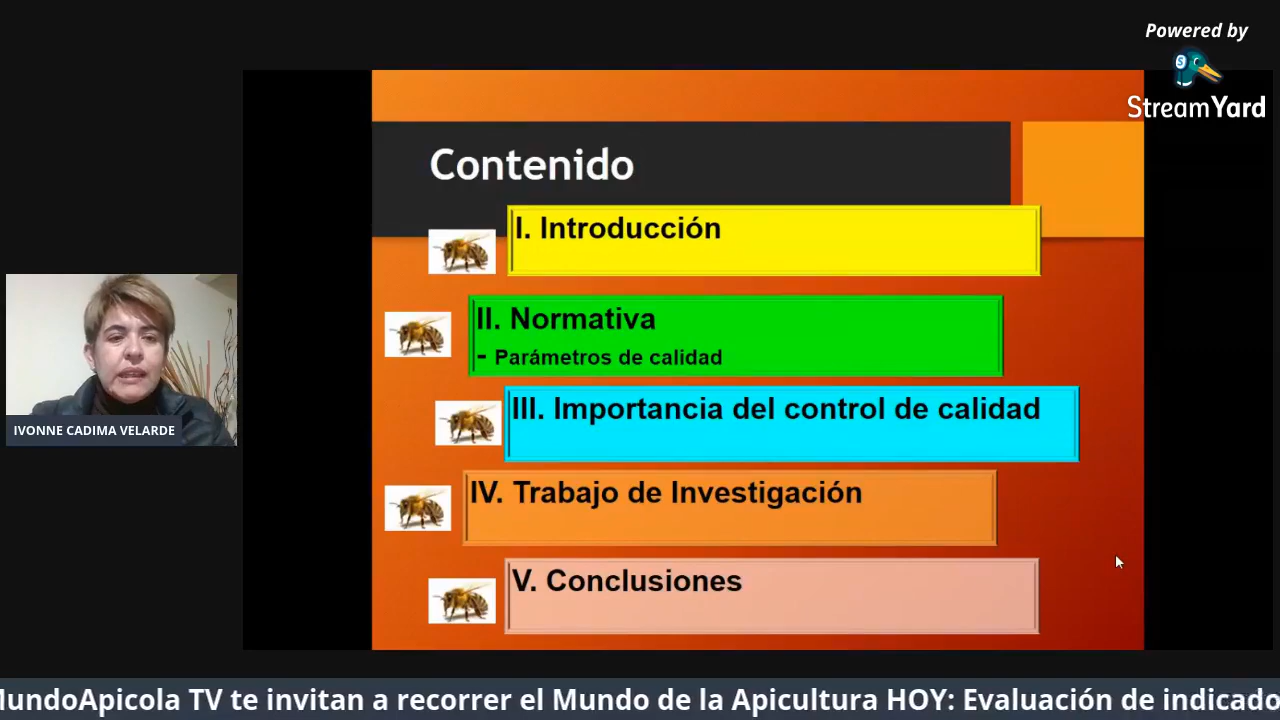 Powered by
StreamYard
Contenido
I. Introducción
II. Normativa
- Parámetros de calidad
III. Importancia del control de calidad
IV. Trabajo de Investigación
V. Conclusiones
IVONNE CADIMA VELARDE
MundoApicola TV te invitan a recorrer el Mundo de la Apicultura HOY: Evaluación de indicado